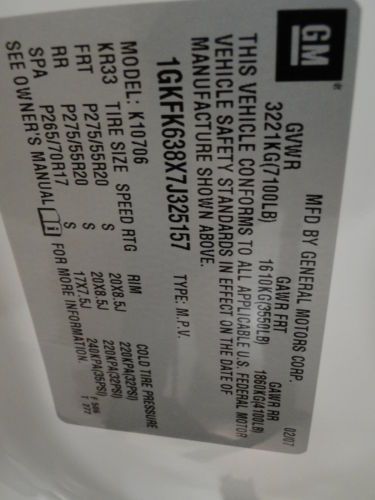 GM
MFD BY GENERAL MOTORS CORP. 02/07
GVWR GAWR FRT GAWR RR
3221KG(7100LB) 1610KG(3550LB) 1860KG(4100LB)
THIS VEHICLE CONFORMS TO ALL APPLICABLE U.S. FEDERAL MOTOR
VEHICLE SAFETY STANDARDS IN EFFECT ON THE DATE OF
MANUFACTURE SHOWN ABOVE.
1GKFK638X7J325157 TYPE: M.P.V.
MODEL: K10706
KR33 TIRE SIZE SPEED RTG RIM COLD TIRE PRESSURE
FRT P275/55R20 S 20X8.5J 220KPA(32PSI)
RR P275/55R20 S 20X8.5J 220KPA(32PSI)
SPA P265/70R17 17X7.5J 240KPA(35PSI)
SEE OWNER'S MANUAL FOR MORE INFORMATION.